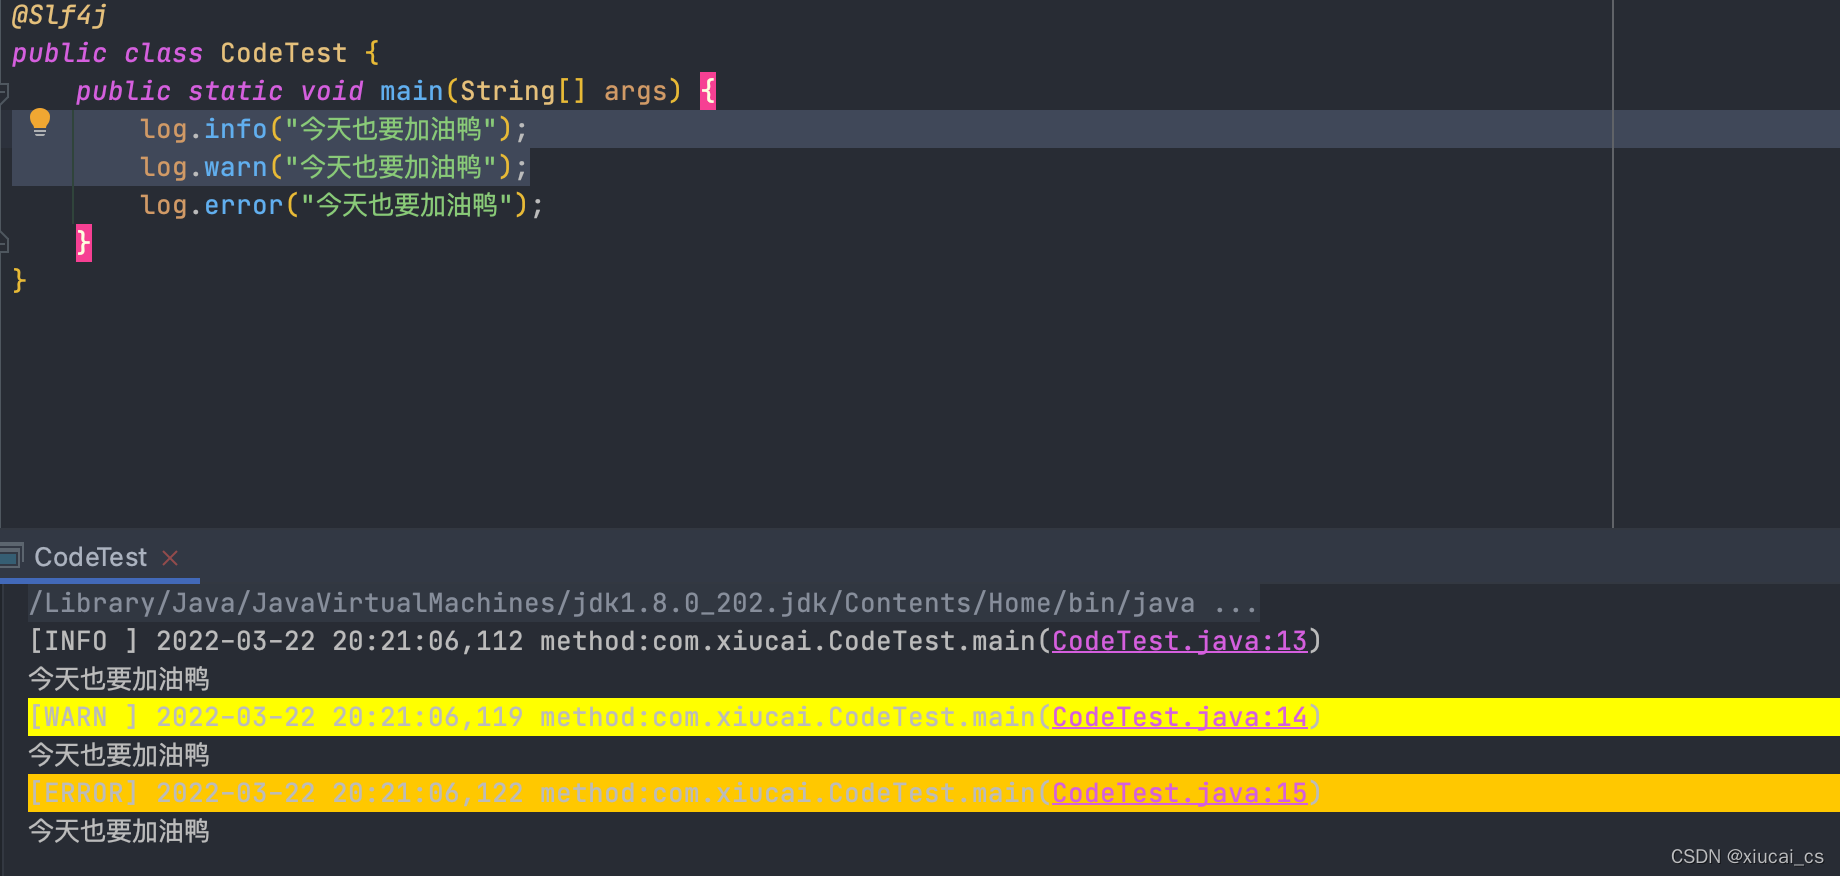 @Slf4j
public class CodeTest {
public static void main(String[] args) {
log.info("今天也要加油鸭");
log.warn("今天也要加油鸭");
log.error("今天也要加油鸭");
}
}
CodeTest
/Library/Java/JavaVirtualMachines/jdk1.8.0_202.jdk/Contents/Home/bin/java ...
[INFO ] 2022-03-22 20:21:06,112 method:com.xiucai.CodeTest.main(CodeTest.java:13)
今天也要加油鸭
[WARN ] 2022-03-22 20:21:06,119 method:com.xiucai.CodeTest.main(CodeTest.java:14)
今天也要加油鸭
[ERROR] 2022-03-22 20:21:06,122 method:com.xiucai.CodeTest.main(CodeTest.java:15)
今天也要加油鸭
CSDN @xiucai_cs